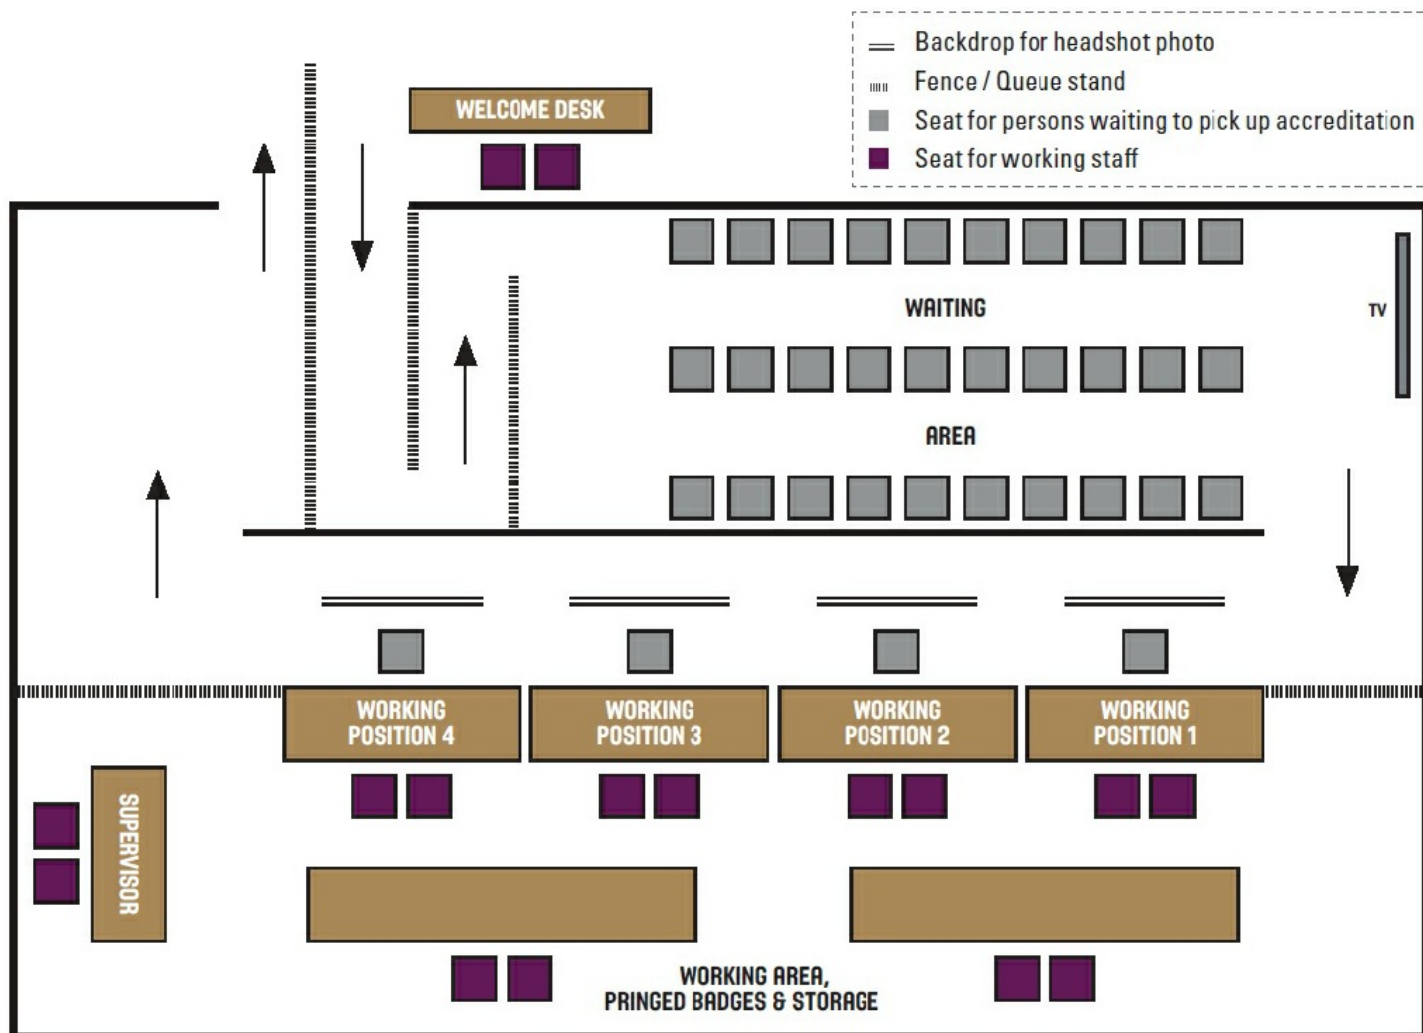 Backdrop for headshot photo
Fence / Queue stand
Seat for persons waiting to pick up accreditation
Seat for working staff
WELCOME DESK
WAITING
TV
AREA
WORKING
POSITION 4
WORKING
POSITION 3
WORKING
POSITION 2
WORKING
POSITION 1
SUPERVISOR
WORKING AREA,
PRINGED BADGES & STORAGE